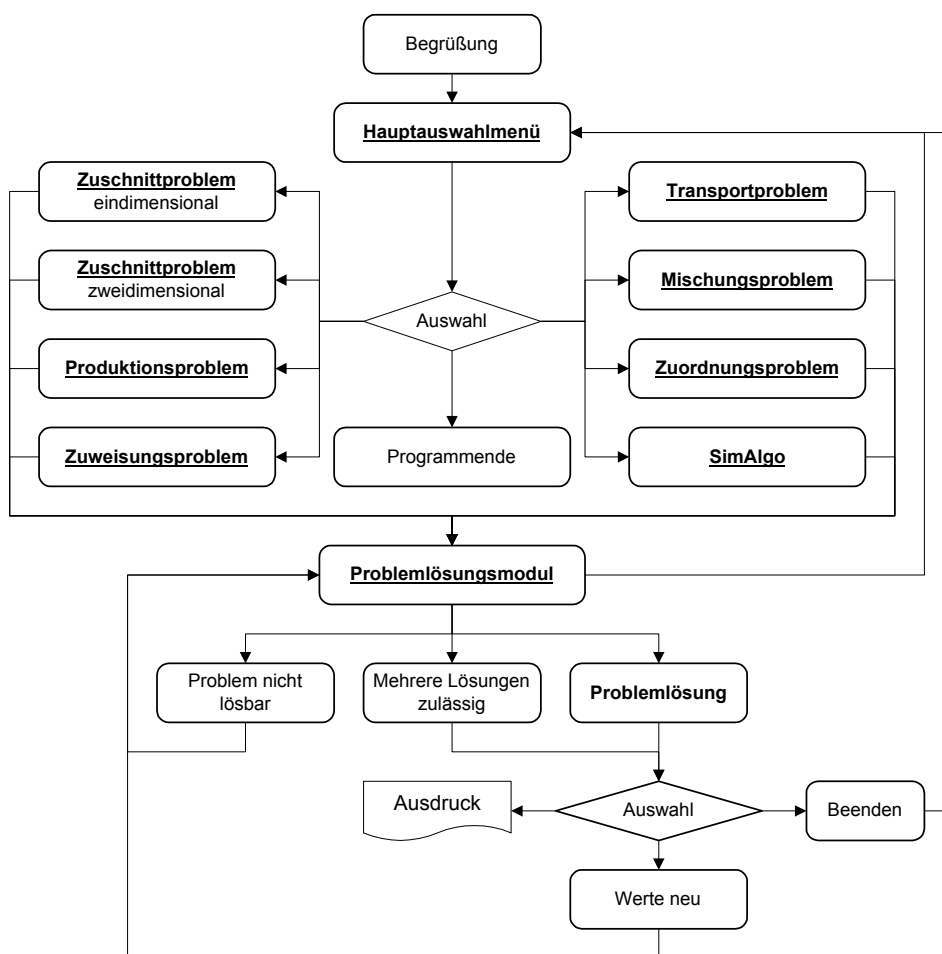 Begrüßung
Hauptauswahlmenü
Zuschnittproblem
eindimensional
Transportproblem
Zuschnittproblem
zweidimensional
Mischungsproblem
Auswahl
Produktionsproblem
Zuordnungsproblem
Zuweisungsproblem
Programmende
SimAlgo
Problemlösungsmodul
Problem nicht
lösbar
Mehrere Lösungen
zulässig
Problemlösung
Ausdruck
Auswahl
Beenden
Werte neu